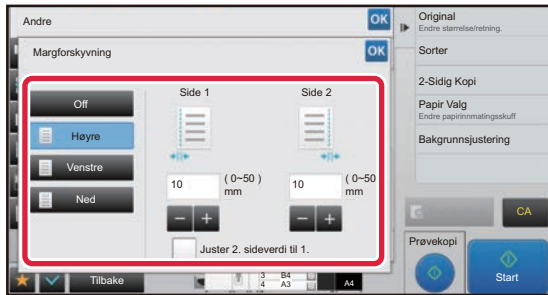 Andre
OK
Margforskyvning
OK
Off
Høyre
Venstre
Ned
Side 1
Side 2
10
( 0~50 )
mm
10
( 0~50
mm
− +
− +
Juster 2. sideverdi til 1.
Original
Endre størrelse/retning.
Sorter
2-Sidig Kopi
Papir Valg
Endre papirinnmatingsskuff
Bakgrunnsjustering
CA
Prøvekopi
Start
Tilbake
3 B4
4 A3
A4